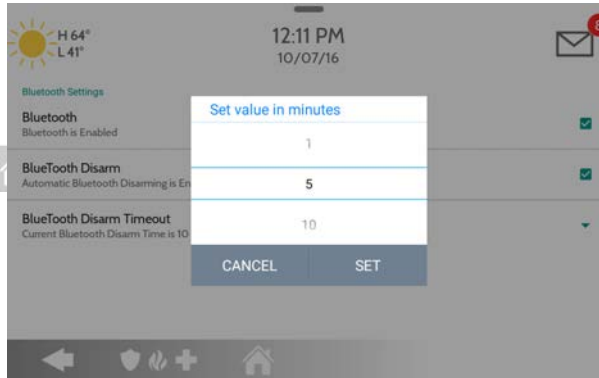 H 64°
L 41°
12:11 PM
10/07/16
8
Bluetooth Settings
Bluetooth
Bluetooth is Enabled
BlueTooth Disarm
Automatic Bluetooth Disarming is En
BlueTooth Disarm Timeout
Current Bluetooth Disarm Time is 10
Set value in minutes
1
5
10
CANCEL SET